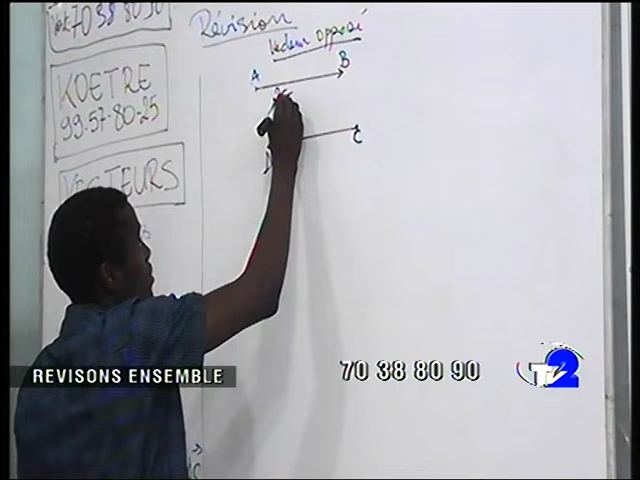 70 38 80 90
Révision
Vecteur opposé
KOETRE
99-57-80-25
A
B
C
D
VECTEURS
REVISONS ENSEMBLE
70 38 80 90
TV2